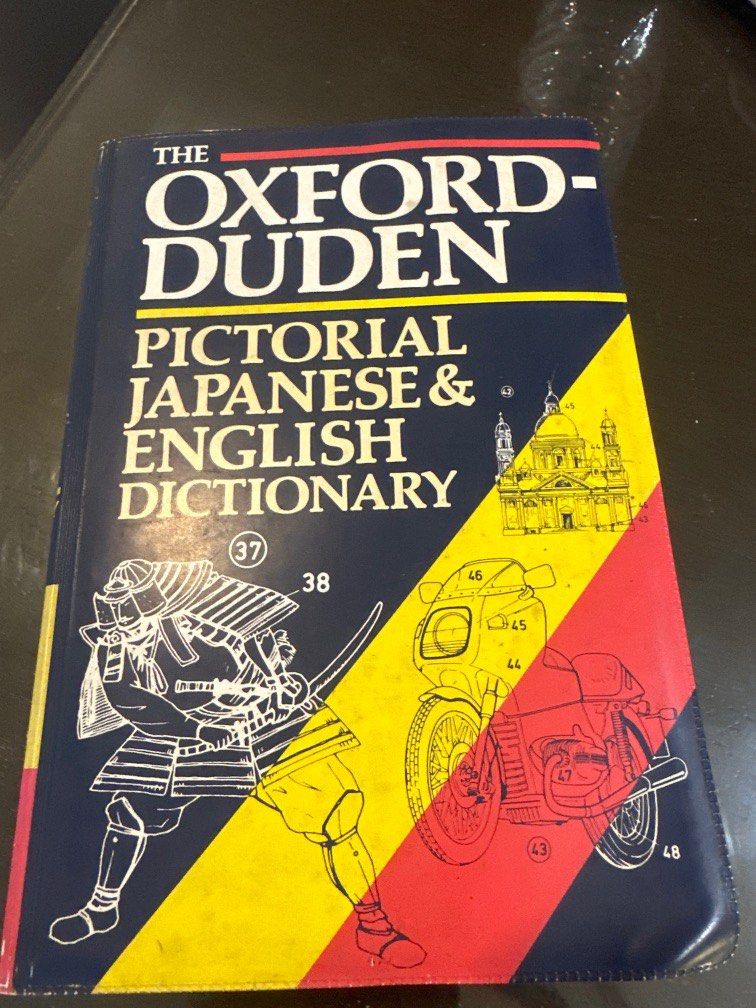 THE
OXFORD-
DUDEN
PICTORIAL
JAPANESE &
ENGLISH
DICTIONARY
37
38
42
45
44
43
46
45
44
47
43
48